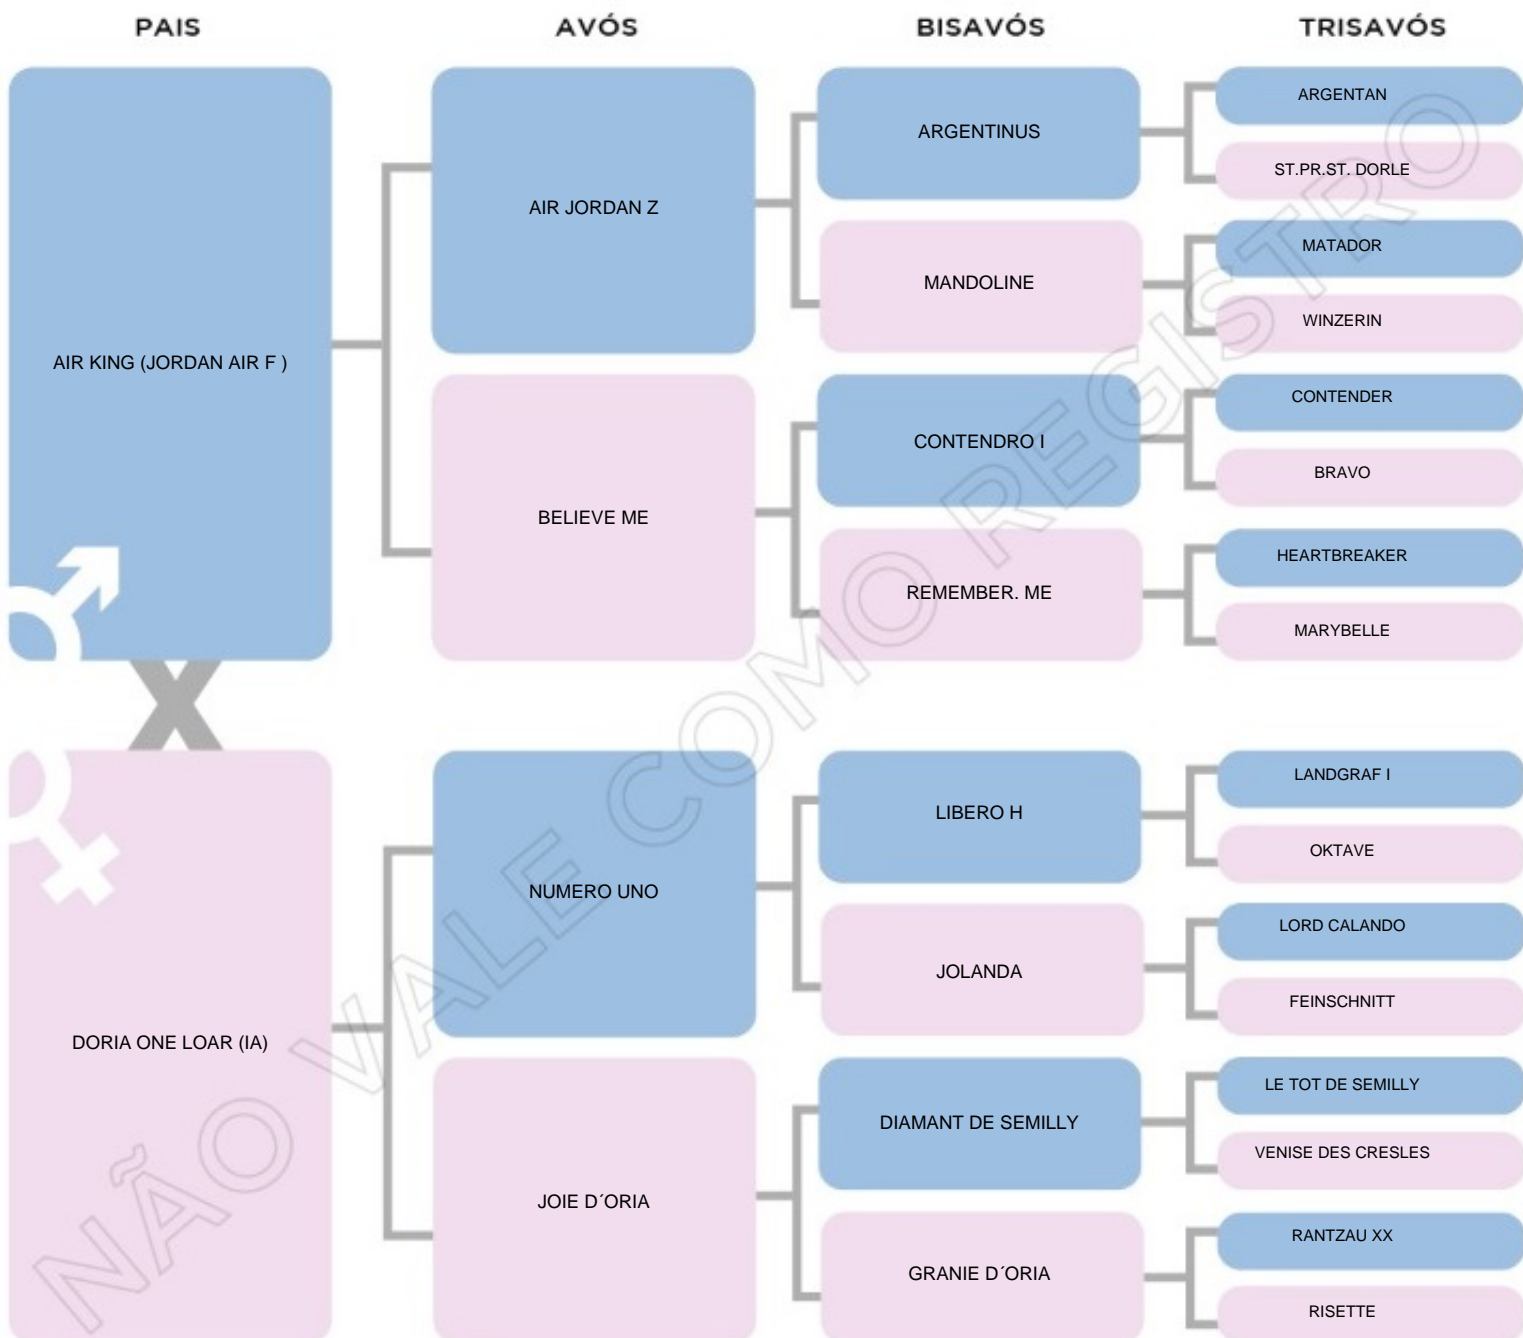 PAIS
AVÓS
BISAVÓS
TRISAVÓS
AIR KING (JORDAN AIR F )
AIR JORDAN Z
ARGENTINUS
ARGENTAN
ST.PR.ST. DORLE
MANDOLINE
MATADOR
WINZERIN
BELIEVE ME
CONTENDRO I
CONTENDER
BRAVO
REMEMBER. ME
HEARTBREAKER
MARYBELLE
X
DORIA ONE LOAR (IA)
NUMERO UNO
LIBERO H
LANDGRAF I
OKTAVE
JOLANDA
LORD CALANDO
FEINSCHNITT
JOIE D´ORIA
DIAMANT DE SEMILLY
LE TOT DE SEMILLY
VENISE DES CRESLES
GRANIE D´ORIA
RANTZAU XX
RISETTE
NÃO VALE COMO REGISTRO